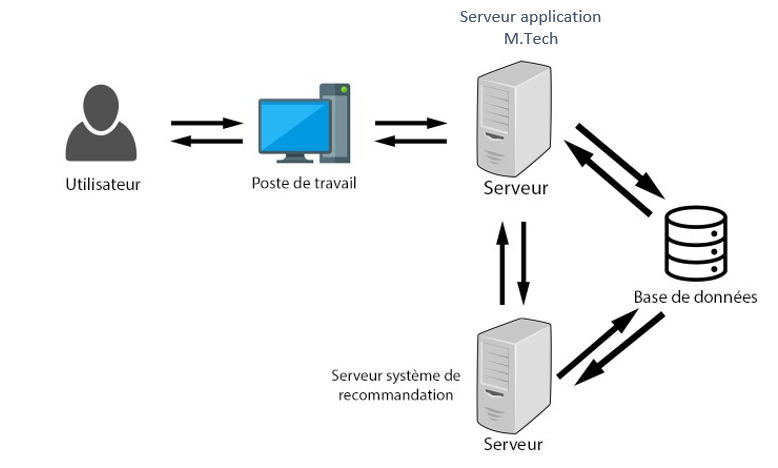 Serveur application
M.Tech
Utilisateur
Poste de travail
Serveur
Base de données
Serveur système de
recommandation
Serveur